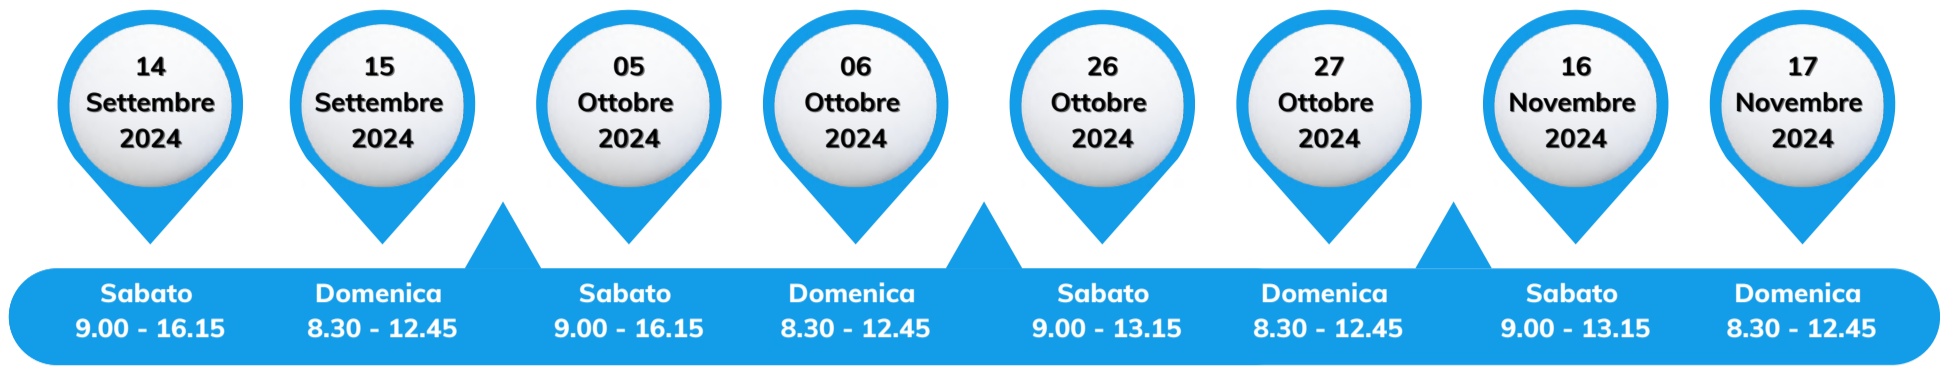 14
Settembre
2024
15
Settembre
2024
05
Ottobre
2024
06
Ottobre
2024
26
Ottobre
2024
27
Ottobre
2024
16
Novembre
2024
17
Novembre
2024
Sabato
9.00 - 16.15
Domenica
8.30 - 12.45
Sabato
9.00 - 16.15
Domenica
8.30 - 12.45
Sabato
9.00 - 13.15
Domenica
8.30 - 12.45
Sabato
9.00 - 13.15
Domenica
8.30 - 12.45